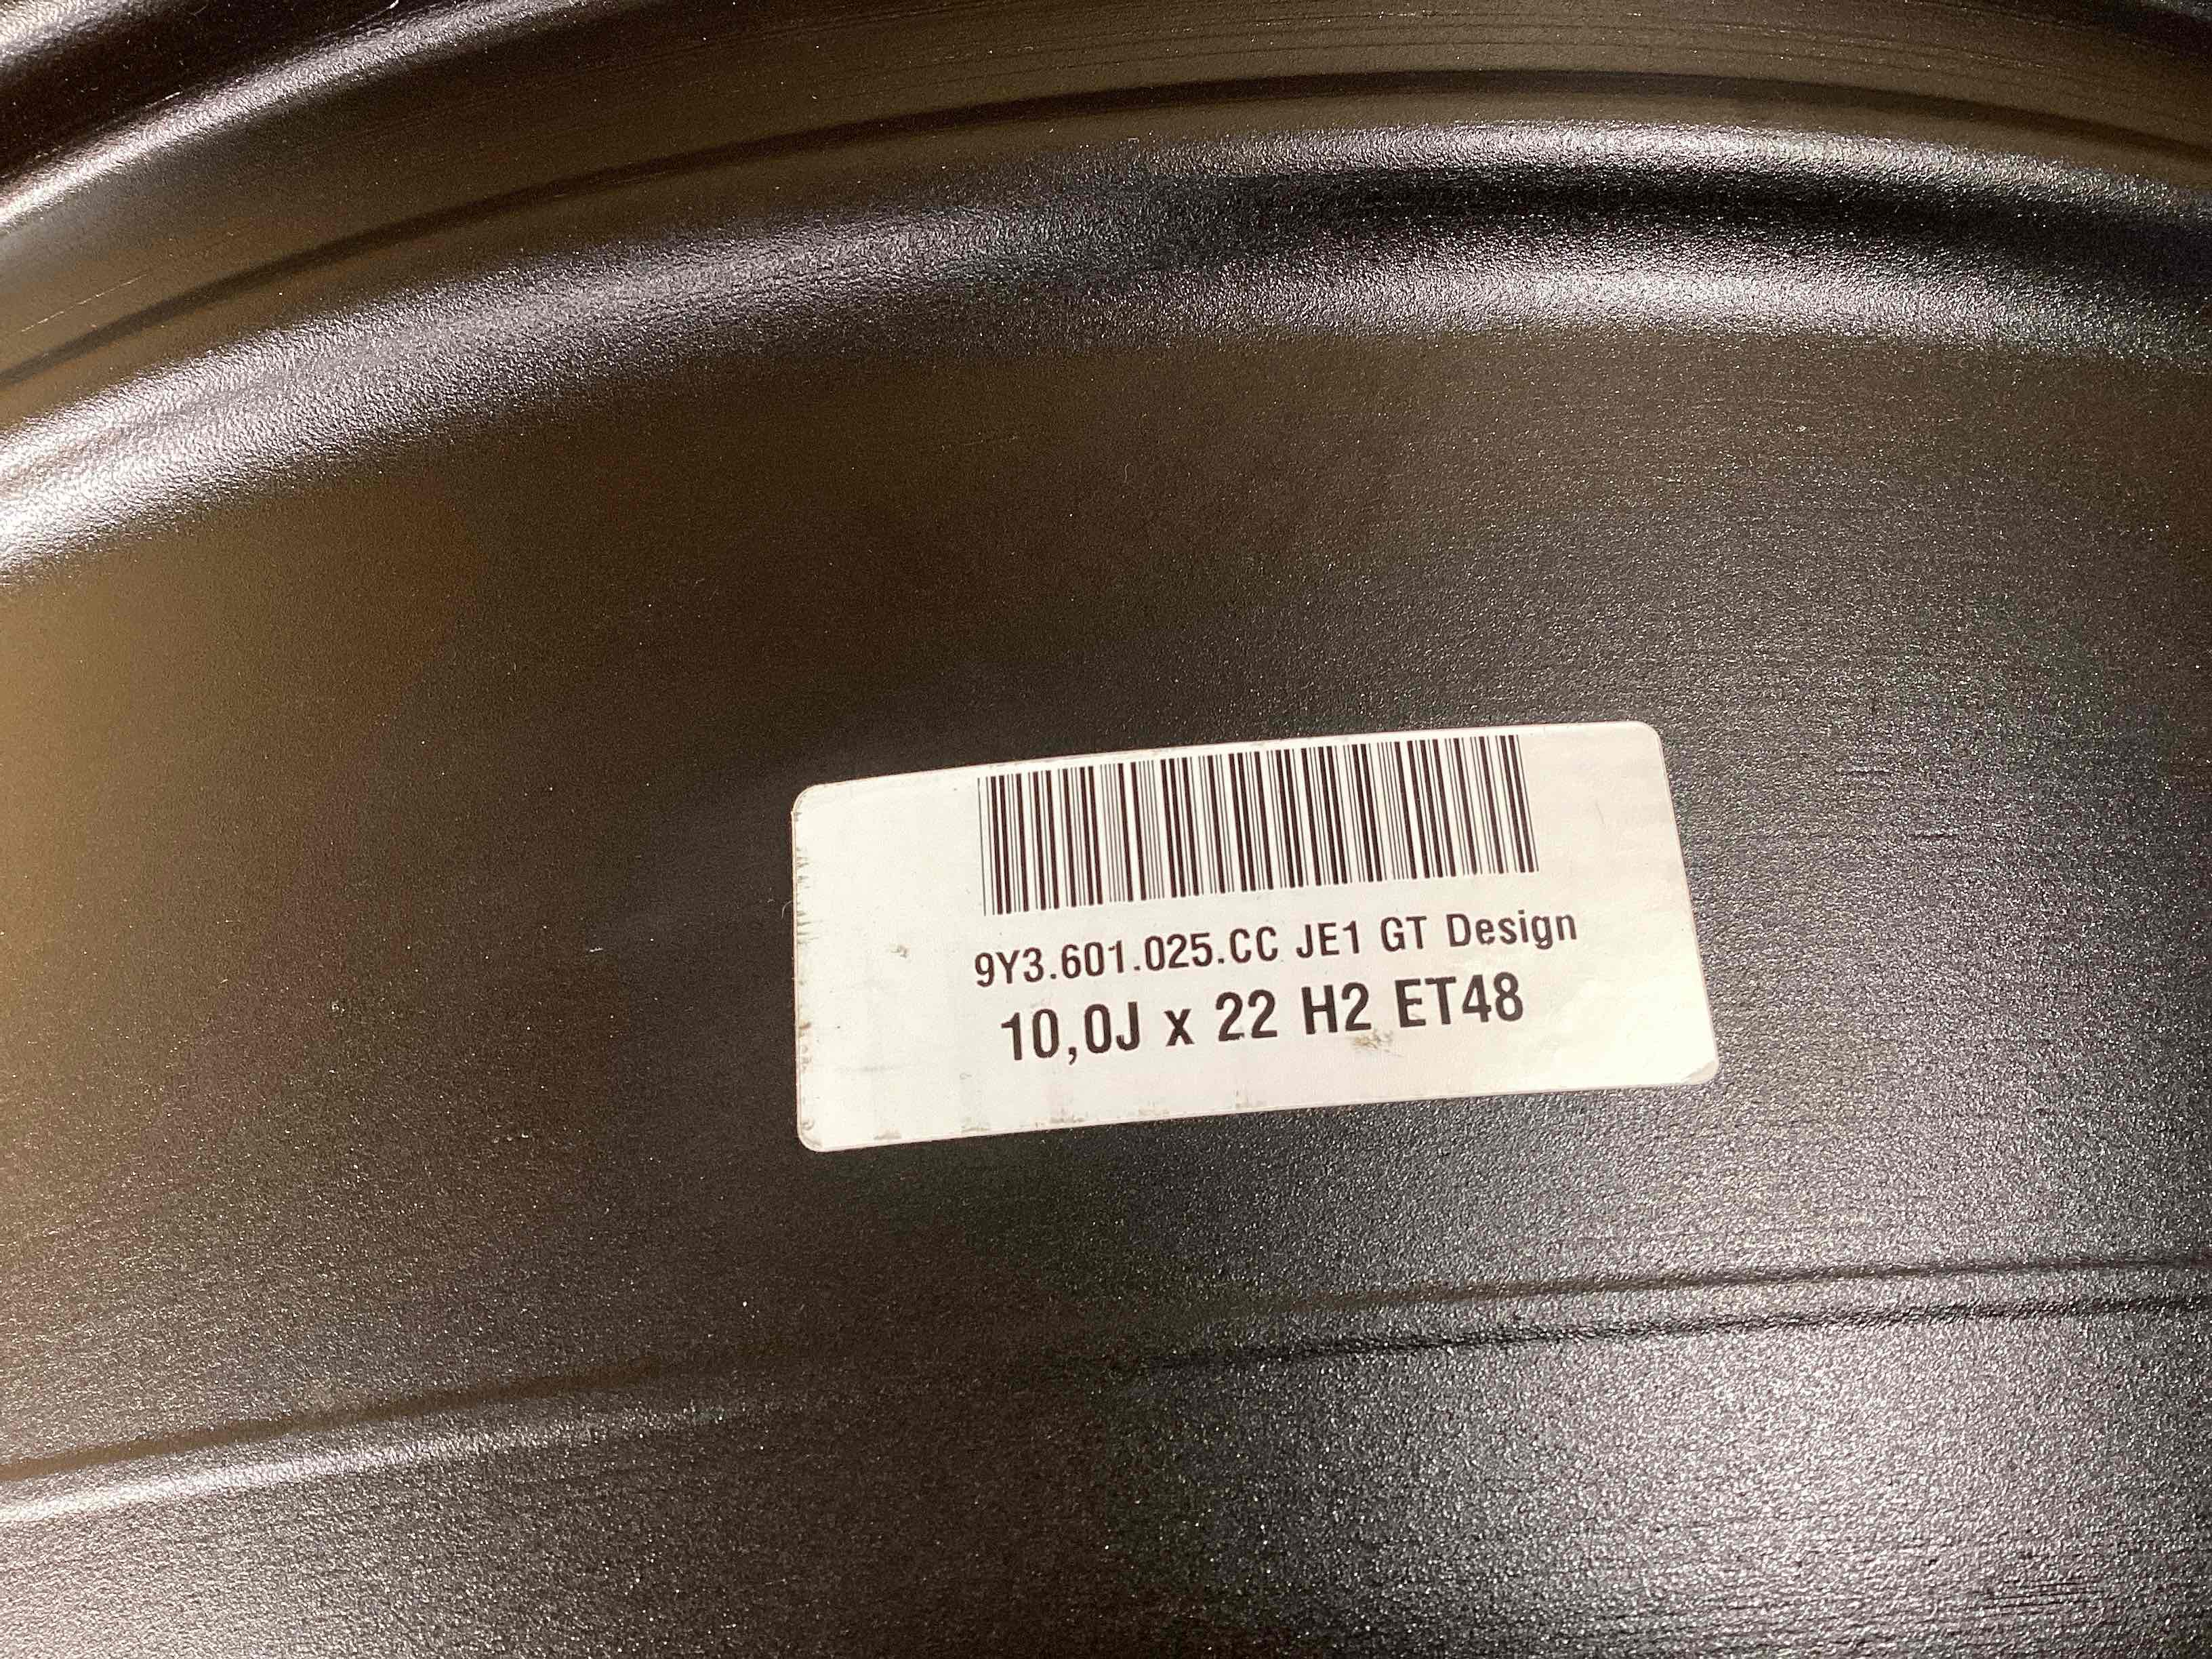 9Y3.601.025.CC JE1 GT Design
10,0J x 22 H2 ET48